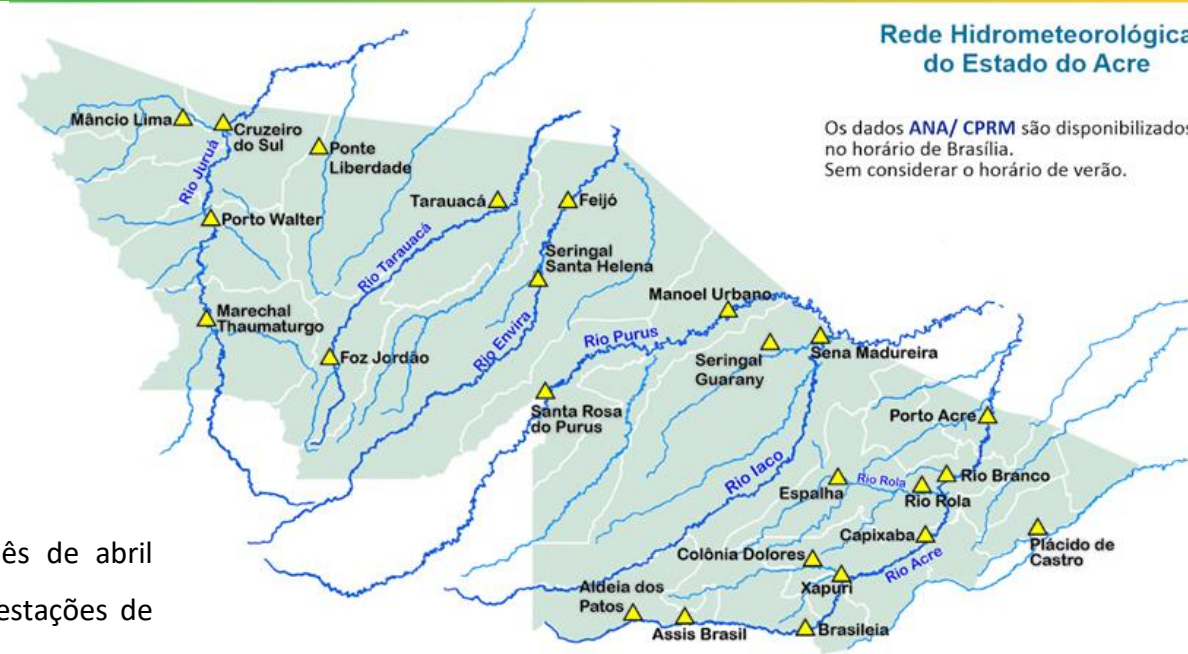 Rede Hidrometeorológica
do Estado do Acre
Os dados ANA/ CPRM são disponibilizados
no horário de Brasília.
Sem considerar o horário de verão.
Mâncio Lima
Cruzeiro
do Sul
Ponte
Liberdade
Rio Juruá
Porto Walter
Tarauacá
Feijó
Rio Tarauacá
Seringal
Santa Helena
Marechal
Thaumaturgo
Foz Jordão
Rio Envira
Rio Purus
Manoel Urbano
Seringal
Guarany
Sena Madureira
Santa Rosa
do Purus
Porto Acre
Rio Iaco
Espalha
Rio Rola
Rio Rola
Rio Branco
Capixaba
Plácido de
Castro
Colônia Dolores
Rio Acre
Xapuri
Aldeia dos
Patos
Assis Brasil
Brasileia
ês de abril
estações de